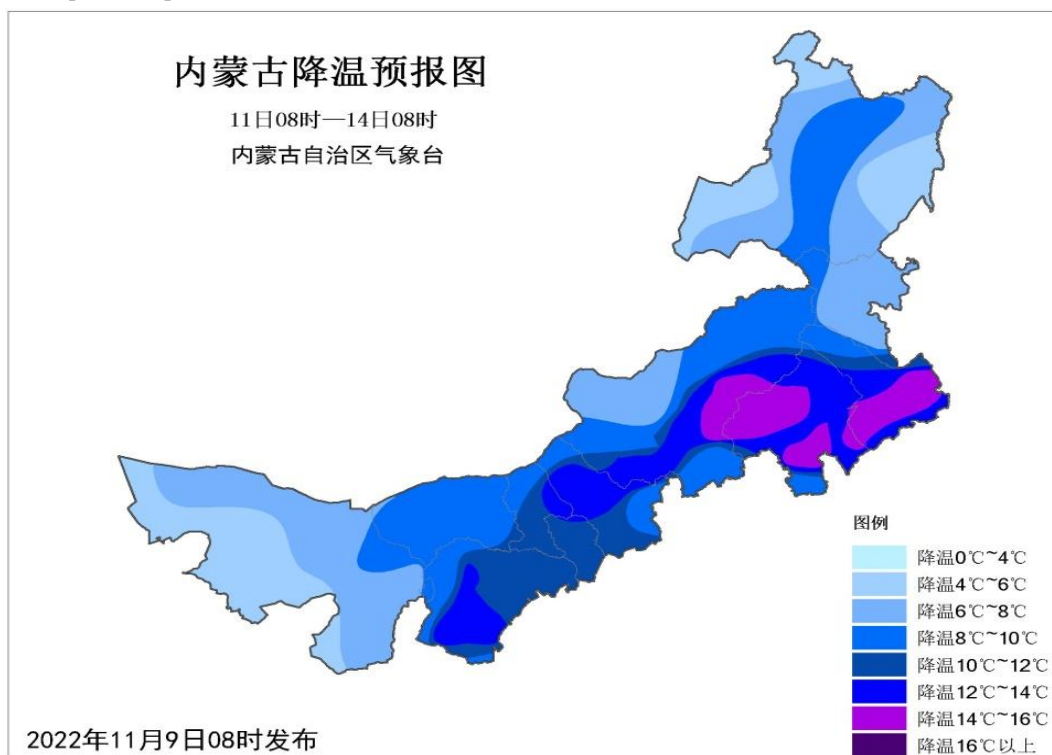 内蒙古降温预报图
11日08时—14日08时
内蒙古自治区气象台
图例
降温0℃~4℃
降温4℃~6℃
降温6℃~8℃
降温8℃~10℃
降温10℃~12℃
降温12℃~14℃
降温14℃~16℃
降温16℃以上
2022年11月9日08时发布